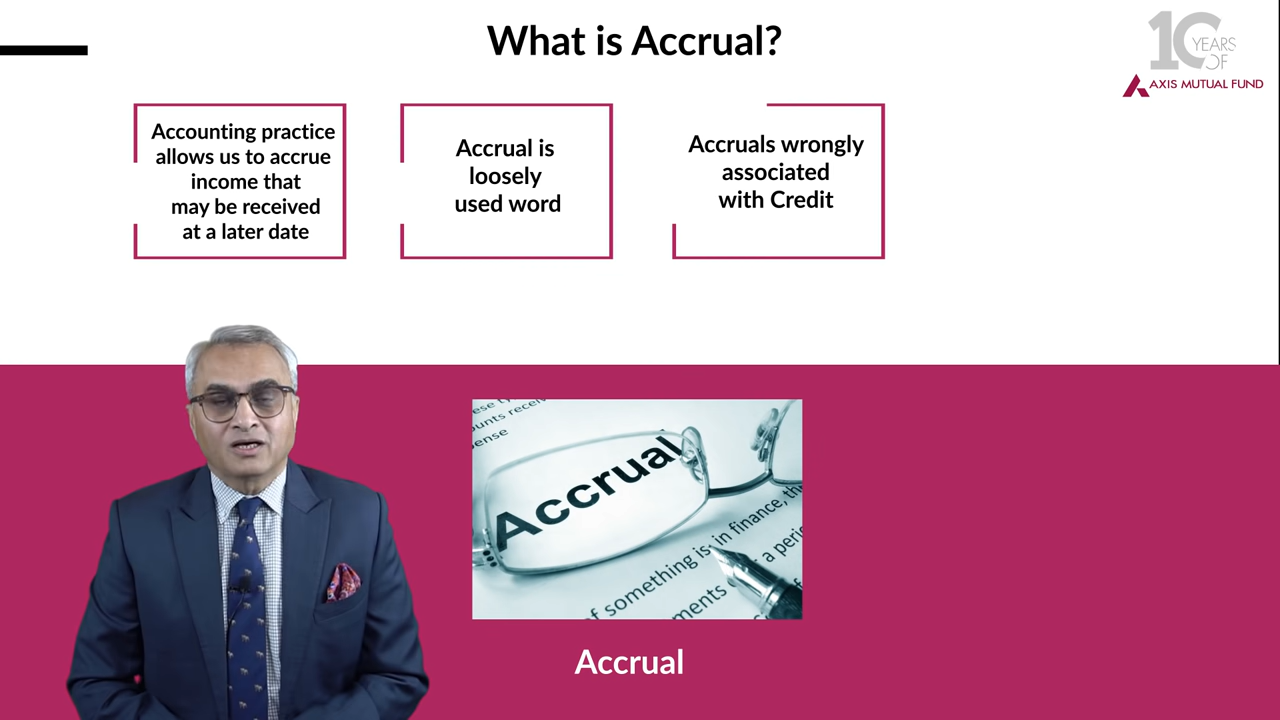 What is Accrual?
10 YEARS
OF
AXIS MUTUAL FUND
Accounting practice
allows us to accrue
income that
may be received
at a later date
Accrual is
loosely
used word
Accruals wrongly
associated
with Credit
ense
Accrual
of something is in finance,
a
Accrual